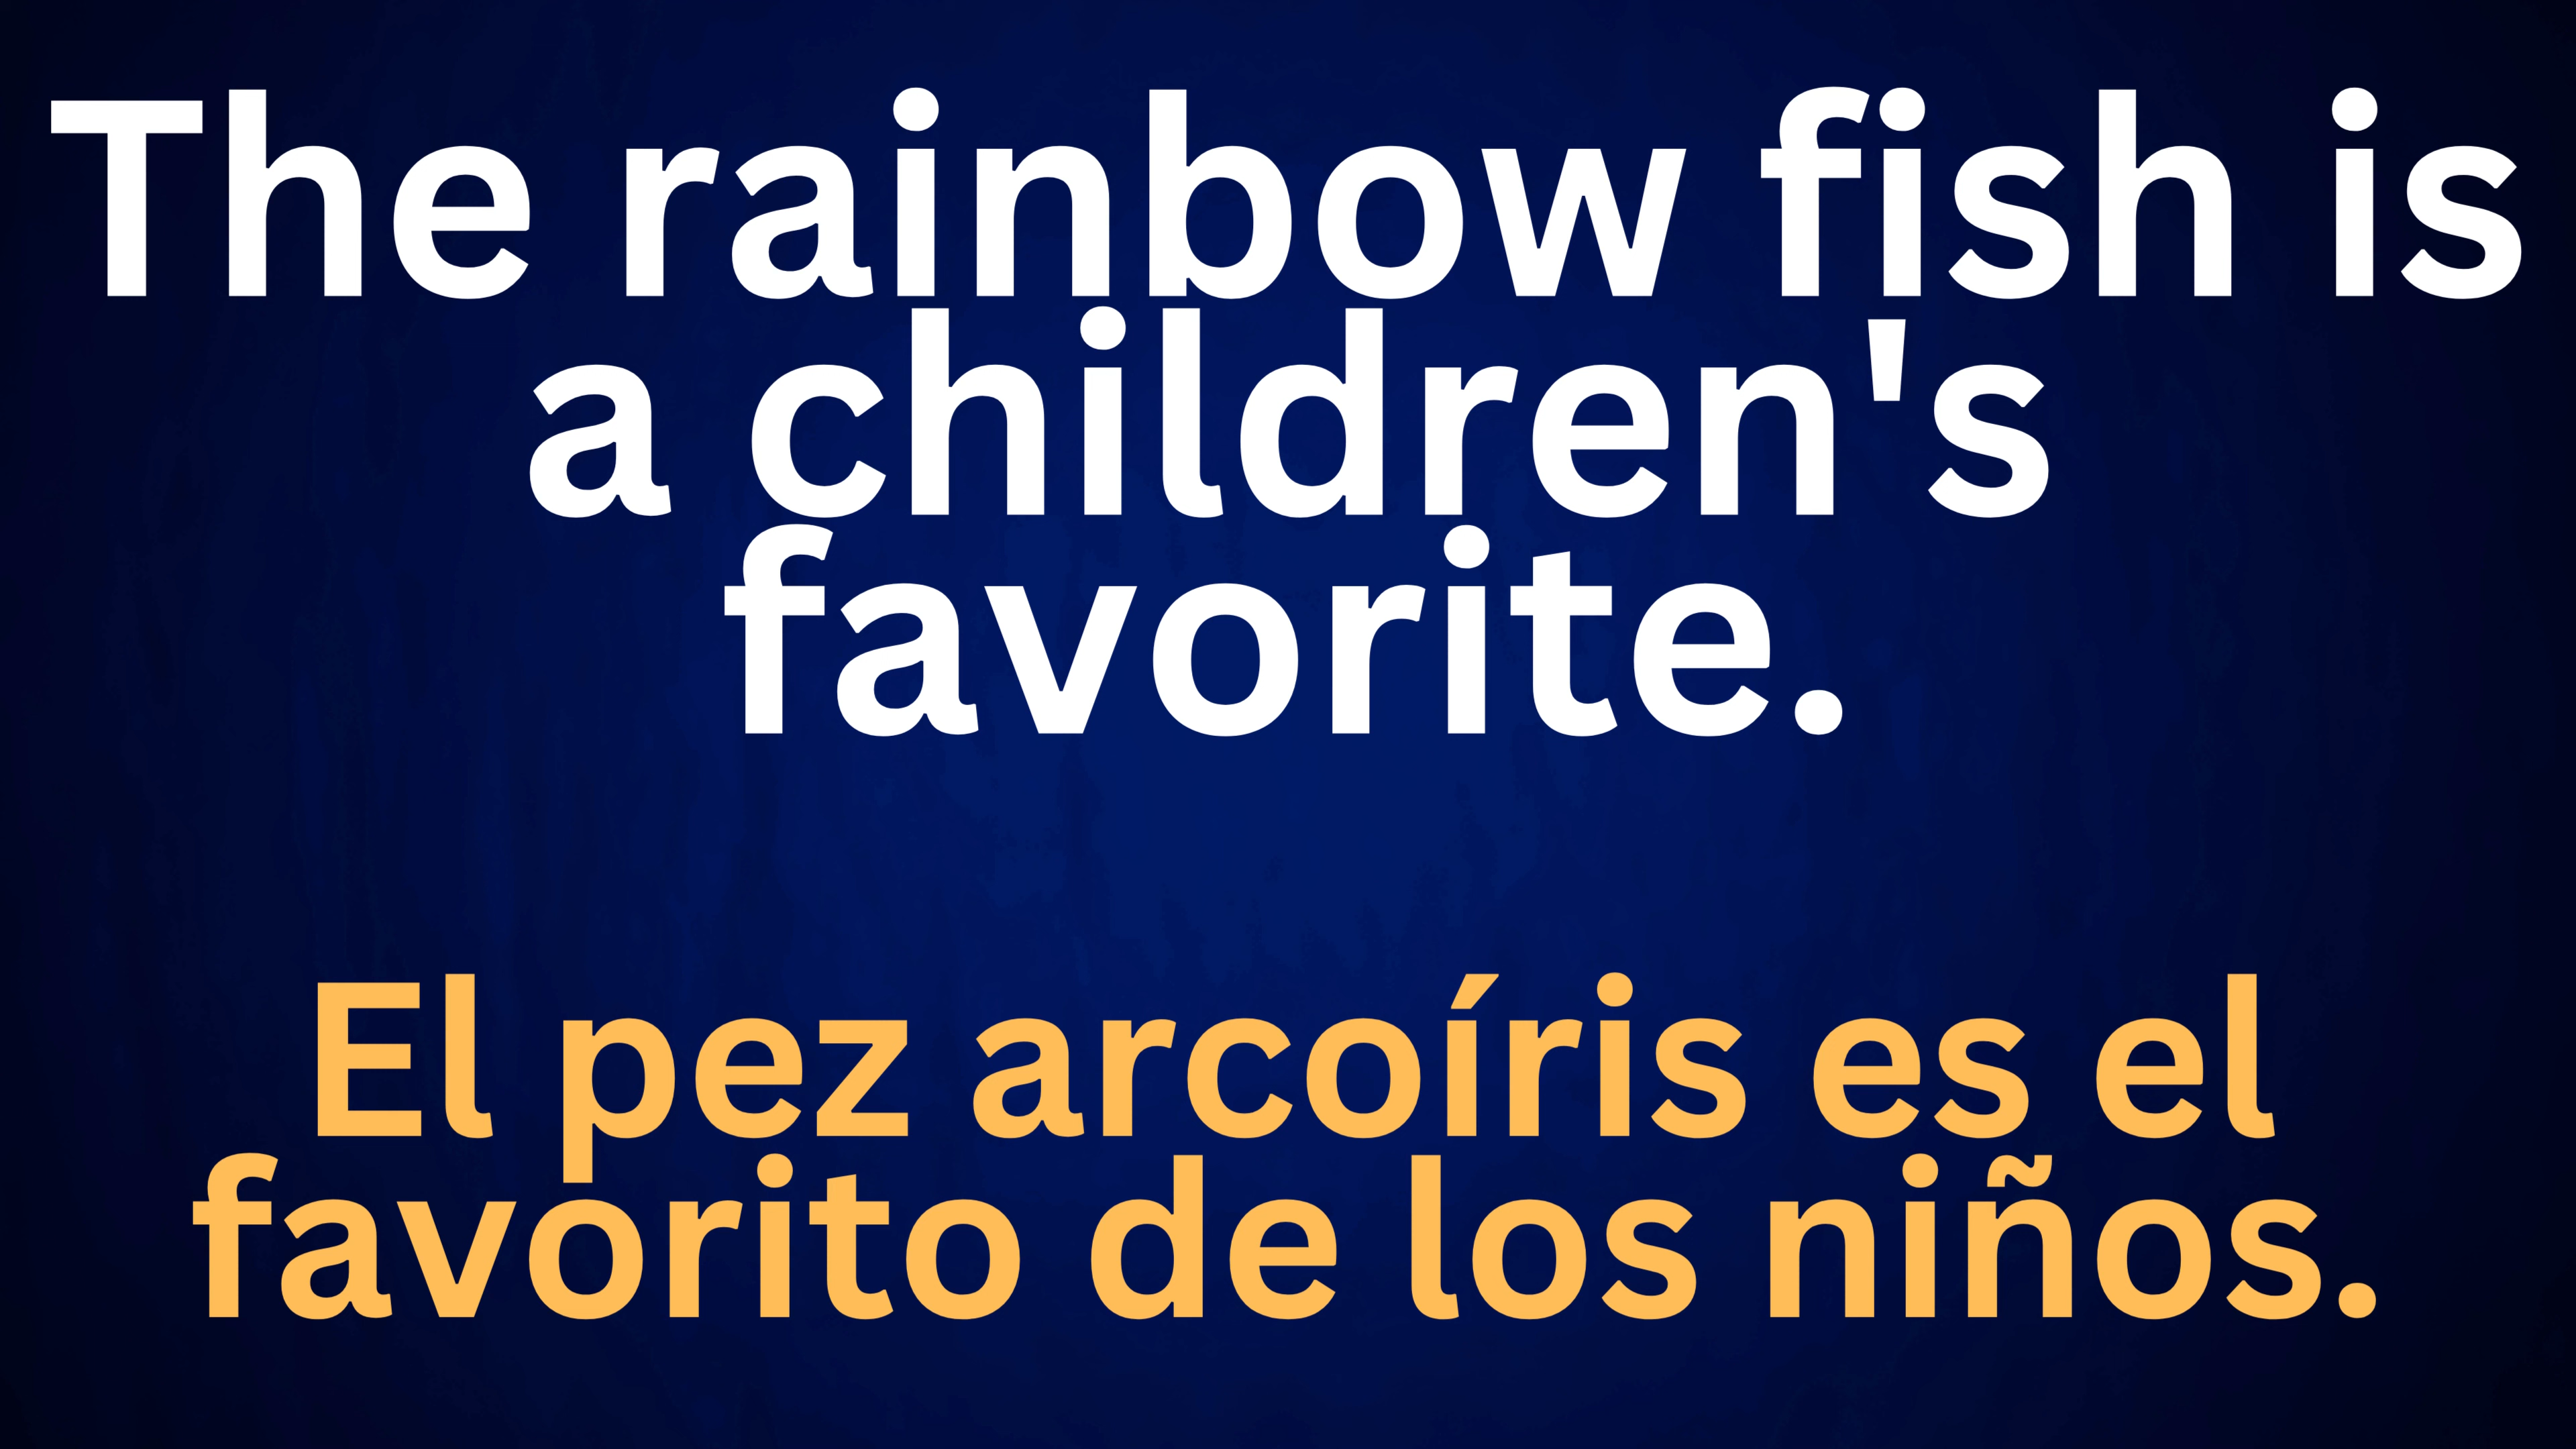 The rainbow fish is
a children's
favorite.
El pez arcoíris es el
favorito de los niños.